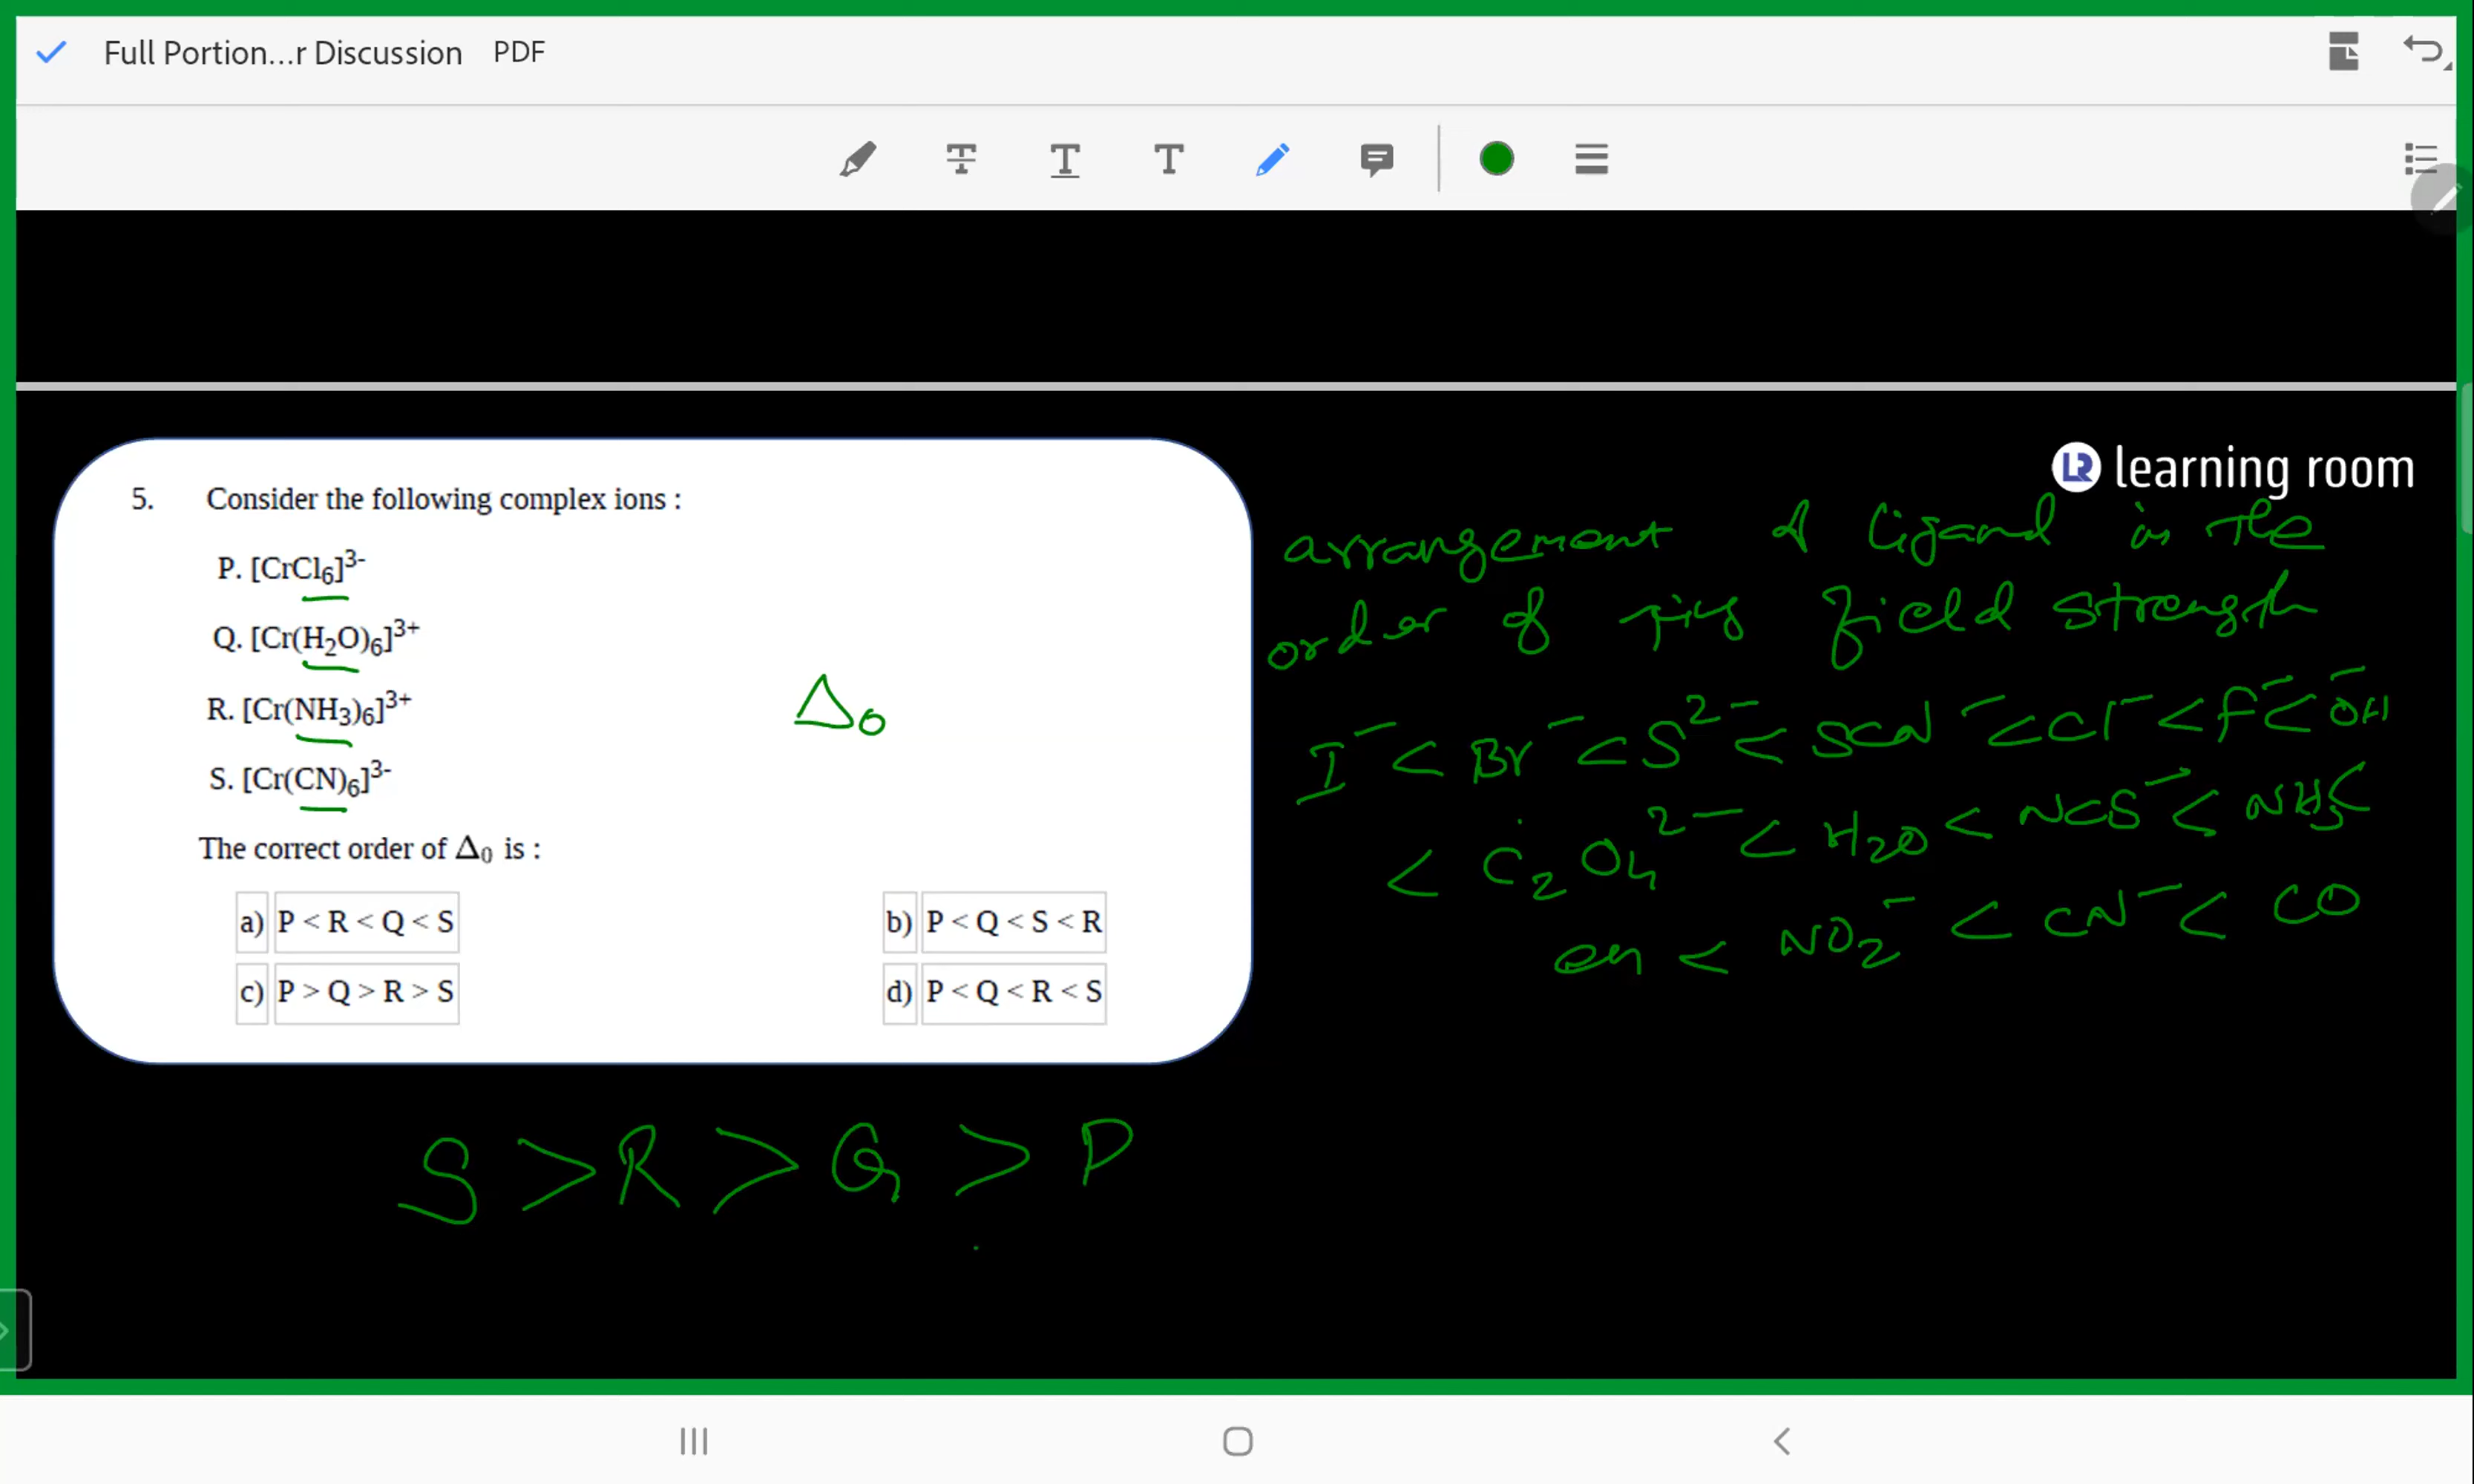 Full Portion...r Discussion PDF
learning room
5. Consider the following complex ions :
P. [CrCl₆]³⁻
Q. [Cr(H₂O)₆]³⁺
R. [Cr(NH₃)₆]³⁺
S. [Cr(CN)₆]³⁻
The correct order of Δ₀ is :
a) P < R < Q < S
b) P < Q < S < R
c) P > Q > R > S
d) P < Q < R < S
Δ₀
arrangement of ligand in the
order of field strength
I⁻ < Br⁻ < S²⁻ < SCN⁻ < Cl⁻ < F⁻ < OH⁻
< C₂O₄²⁻ < H₂O < NCS⁻ < NH₃ <
en < NO₂⁻ < CN⁻ < CO
S > R > Q > P